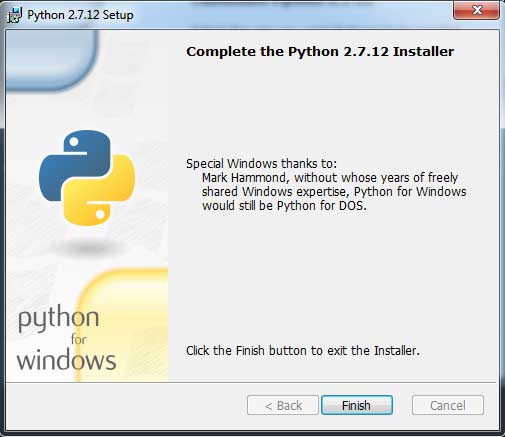 Python 2.7.12 Setup
Complete the Python 2.7.12 Installer
Special Windows thanks to:
Mark Hammond, without whose years of freely
shared Windows expertise, Python for Windows
would still be Python for DOS.
python
for
windows
Click the Finish button to exit the Installer.
< Back
Finish
Cancel